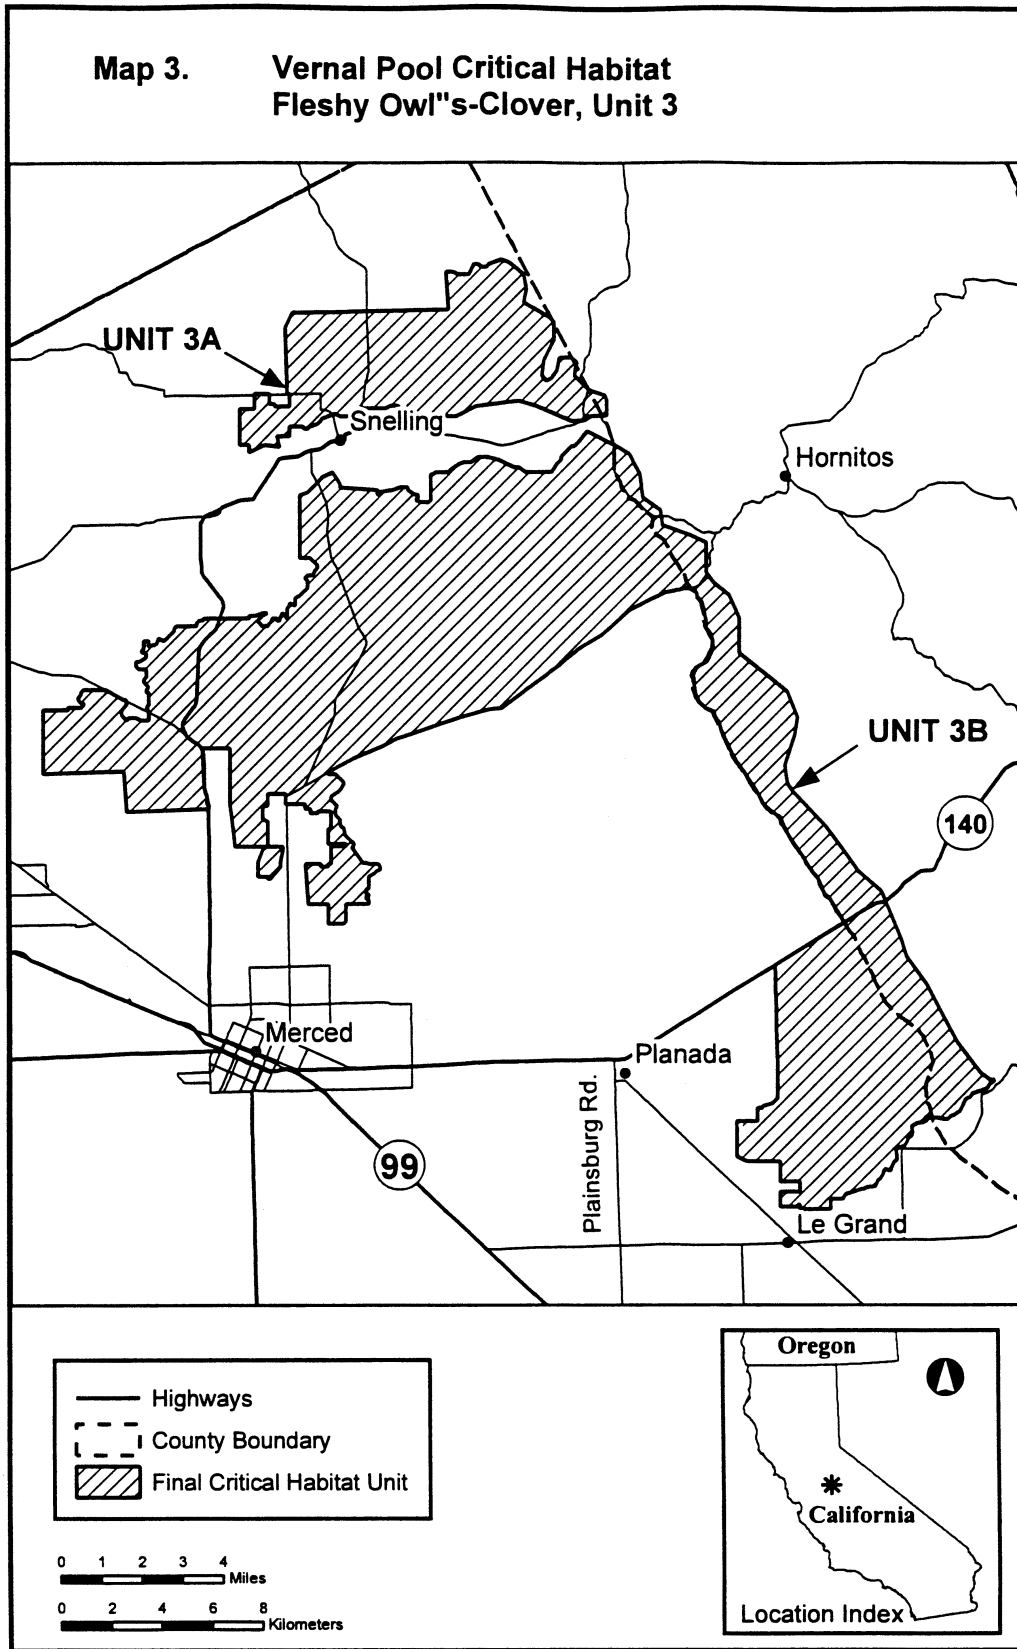 Map 3.
Vernal Pool Critical Habitat
Fleshy Owl"s-Clover, Unit 3
UNIT 3A
Snelling
Hornitos
UNIT 3B
140
Merced
Planada
Plainsburg Rd.
99
Le Grand
Highways
County Boundary
Final Critical Habitat Unit
0 1 2 3 4
Miles
0 2 4 6 8
Kilometers
Oregon
California
Location Index